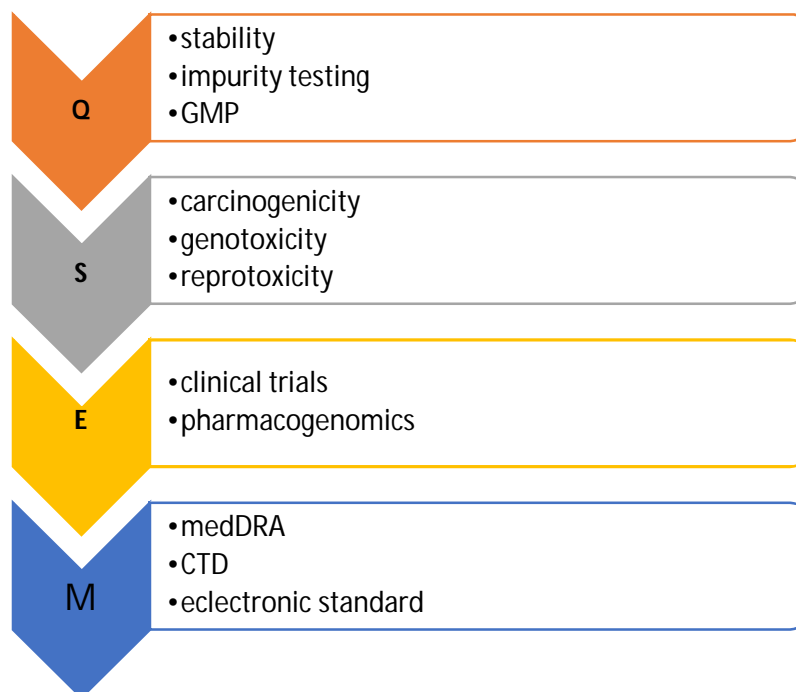 Q
•stability
•impurity testing
•GMP
S
•carcinogenicity
•genotoxicity
•reprotoxicity
E
•clinical trials
•pharmacogenomics
M
•medDRA
•CTD
•eclectronic standard